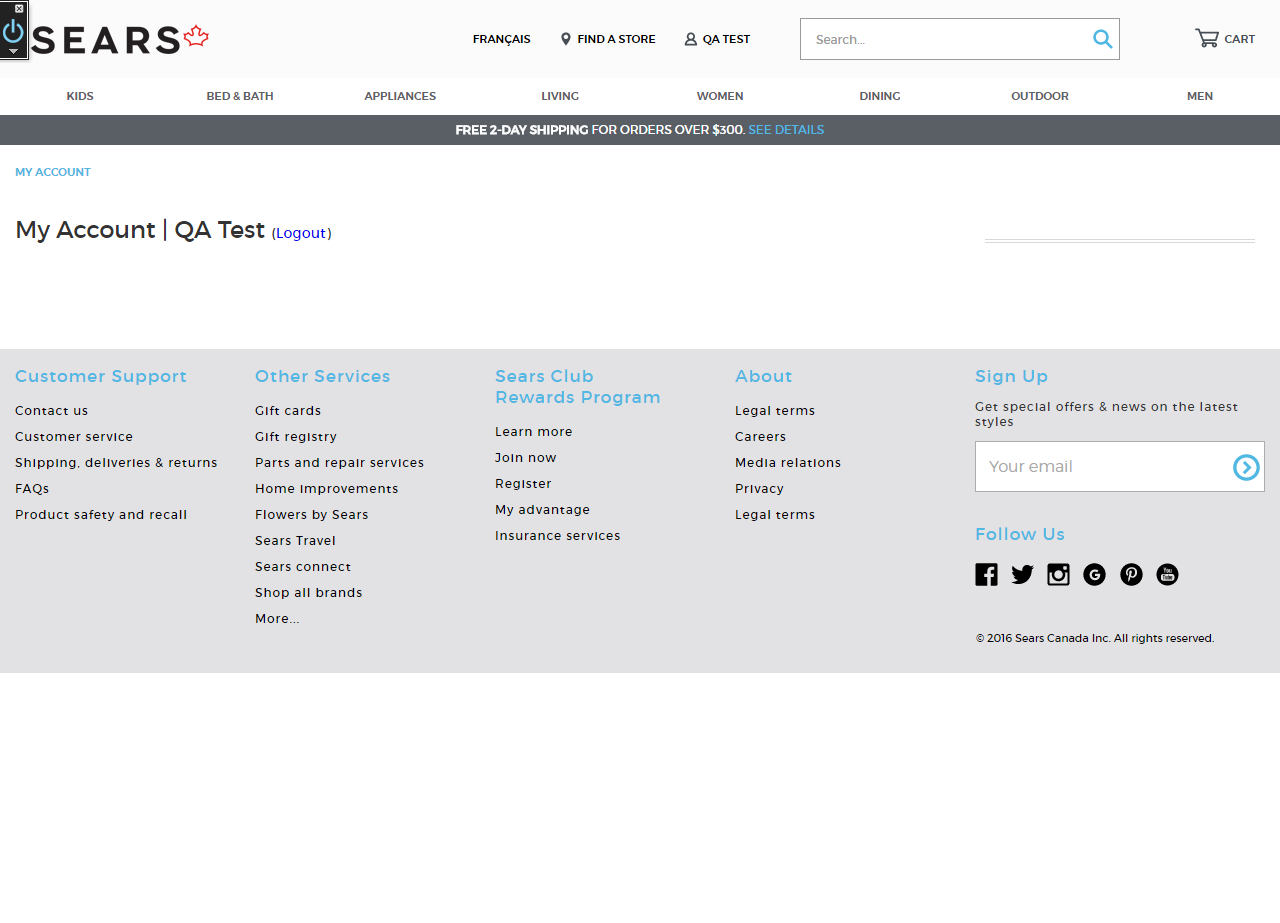 SEARS
FRANÇAIS
FIND A STORE
QA TEST
Search...
CART
KIDS
BED & BATH
APPLIANCES
LIVING
WOMEN
DINING
OUTDOOR
MEN
FREE 2-DAY SHIPPING FOR ORDERS OVER $300. SEE DETAILS
MY ACCOUNT
My Account | QA Test (Logout)
Customer Support
Contact us
Customer service
Shipping, deliveries & returns
FAQs
Product safety and recall
Other Services
Gift cards
Gift registry
Parts and repair services
Home improvements
Flowers by Sears
Sears Travel
Sears connect
Shop all brands
More...
Sears Club
Rewards Program
Learn more
Join now
Register
My advantage
Insurance services
About
Legal terms
Careers
Media relations
Privacy
Legal terms
Sign Up
Get special offers & news on the latest
styles
Your email
Follow Us
You
Tube
© 2016 Sears Canada Inc. All rights reserved.